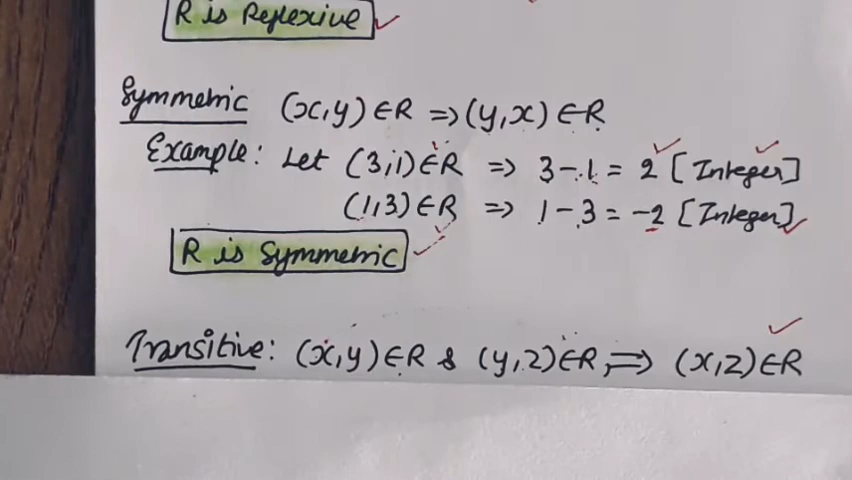 R is Reflexive
Symmetric (x,y)∈R ⇒ (y,x)∈R
Example: Let (3,1)∈R ⇒ 3-1 = 2 [Integer]
(1,3)∈R ⇒ 1-3 = -2 [Integer]
R is Symmetric
Transitive: (x,y)∈R & (y,z)∈R, ⇒ (x,z)∈R